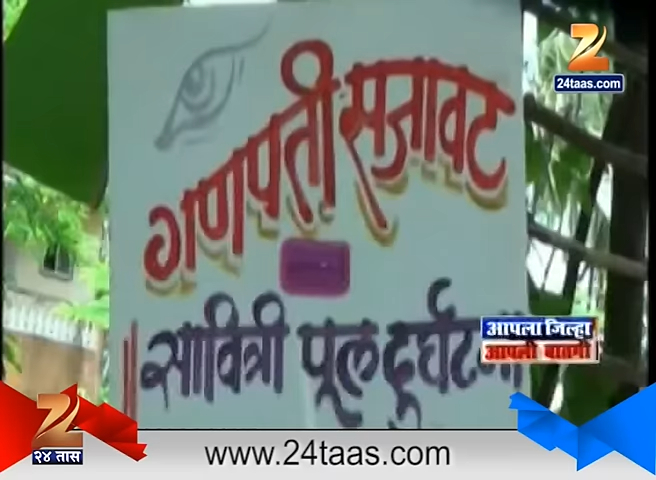 24taas.com
गणपती सजावट
॥ सावित्री पूल दुर्घटना ॥
आपला जिल्हा
आपली बातमी
२४ तास
www.24taas.com